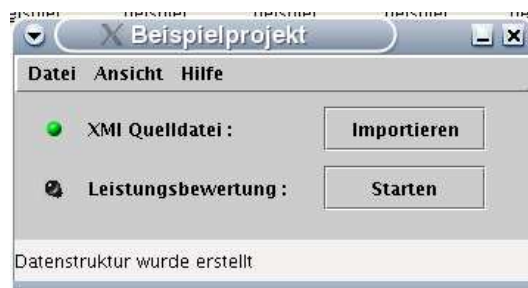 Beispielprojekt
Datei Ansicht Hilfe
XMI Quelldatei : Importieren
Leistungsbewertung : Starten
Datenstruktur wurde erstellt